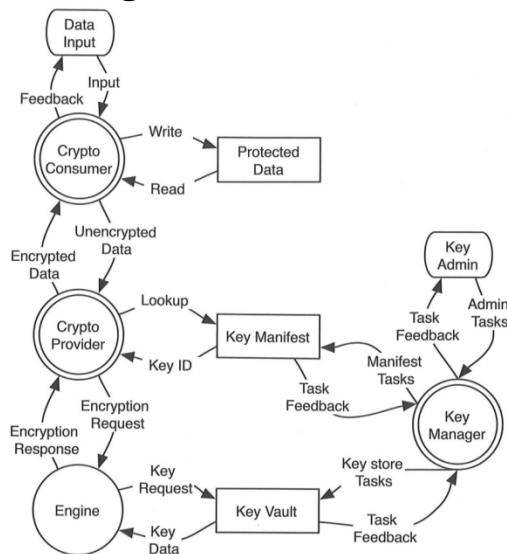 Data
Input
Feedback
Input
Crypto
Consumer
Write
Read
Protected
Data
Encrypted
Data
Unencrypted
Data
Key
Admin
Task
Feedback
Admin
Tasks
Crypto
Provider
Lookup
Key ID
Key Manifest
Manifest
Tasks
Task
Feedback
Key
Manager
Encryption
Response
Encryption
Request
Engine
Key
Request
Key
Data
Key Vault
Key store
Tasks
Task
Feedback